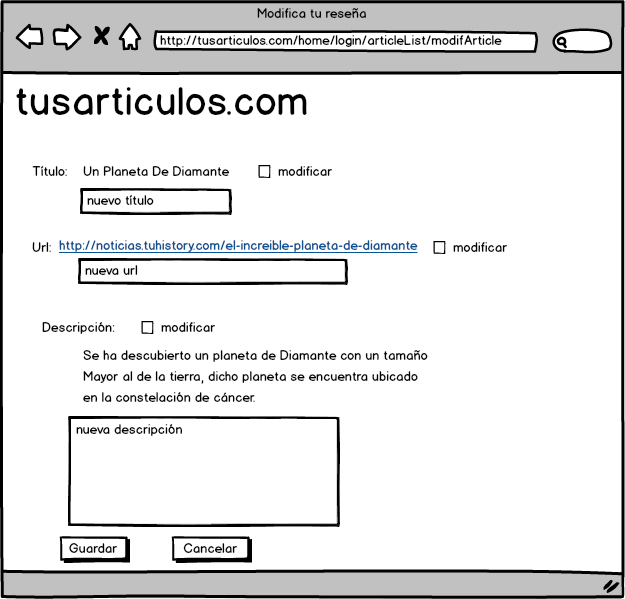 Modifica tu reseña
http://tusarticulos.com/home/login/articleList/modifArticle
tusarticulos.com
Título: Un Planeta De Diamante modificar
nuevo título
Url: http://noticias.tuhistory.com/el-increible-planeta-de-diamante modificar
nueva url
Descripción: modificar
Se ha descubierto un planeta de Diamante con un tamaño
Mayor al de la tierra, dicho planeta se encuentra ubicado
en la constelación de cáncer.
nueva descripción
Guardar Cancelar